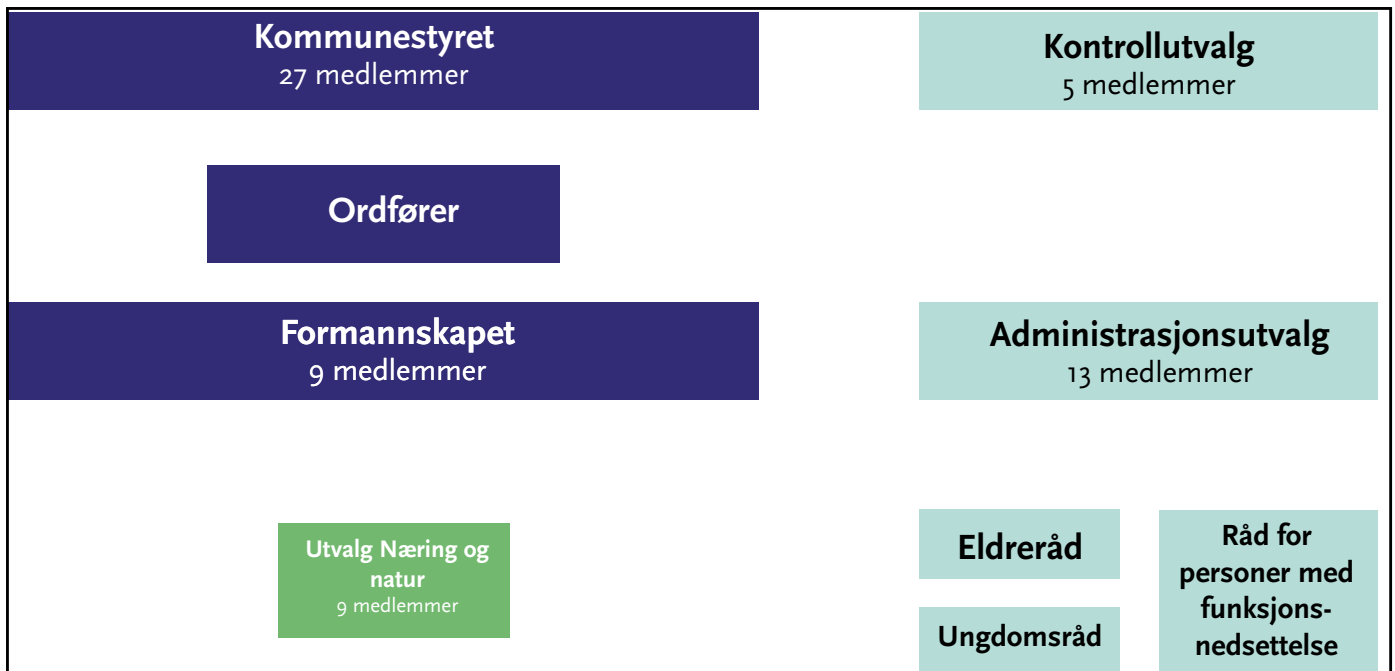 Kommunestyret
27 medlemmer
Kontrollutvalg
5 medlemmer
Ordfører
Formannskapet
9 medlemmer
Administrasjonsutvalg
13 medlemmer
Utvalg Næring og
natur
9 medlemmer
Eldreråd
Ungdomsråd
Råd for
personer med
funksjons-
nedsettelse